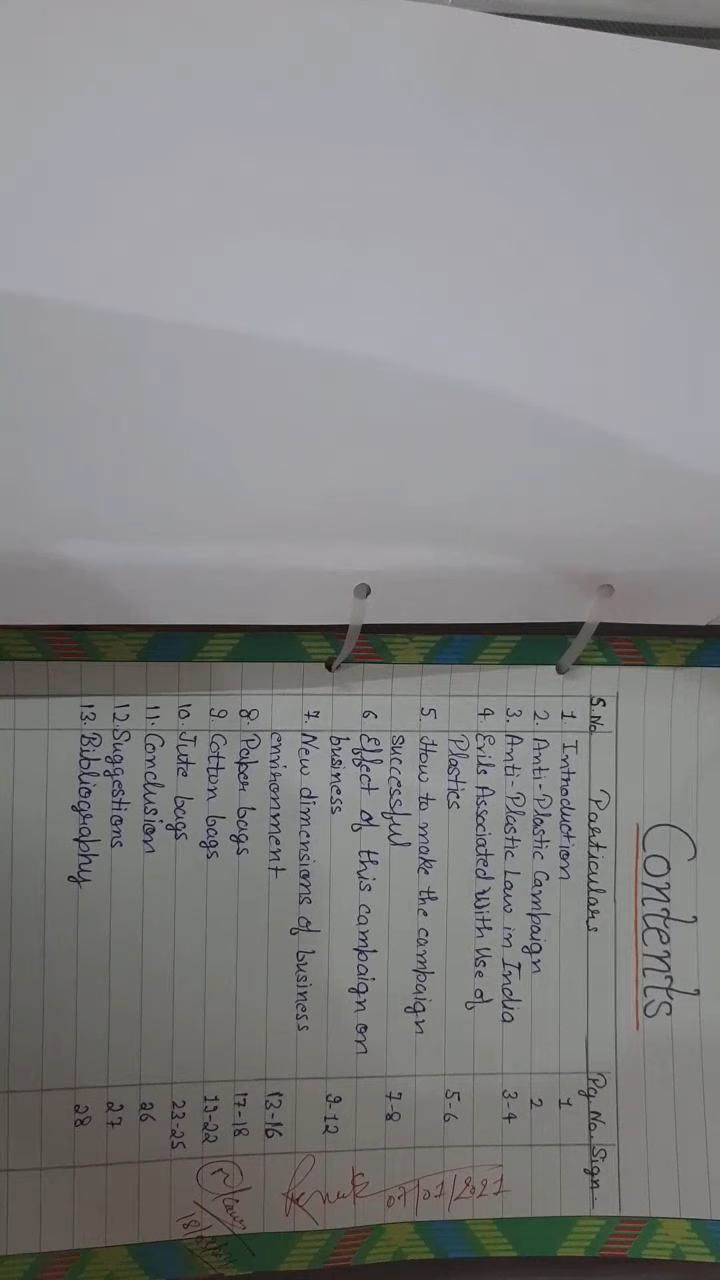 Contents
S.No. Particulars Pg.No. Sign.
1. Introduction 1
2. Anti-Plastic Campaign 2
3. Anti-Plastic Law in India 3-4
4. Evils Associated With Use of
Plastics 5-6
5. How to make the campaign
successful 7-8
6 Effect of this campaign on
business 9-12
7. New dimensions of business
environment 13-16
8. Paper bags 17-18
9. Cotton bags 19-22
10. Jute bags 23-25
11. Conclusion 26
12. Suggestions 27
13. Bibliography 28
07/01/2021